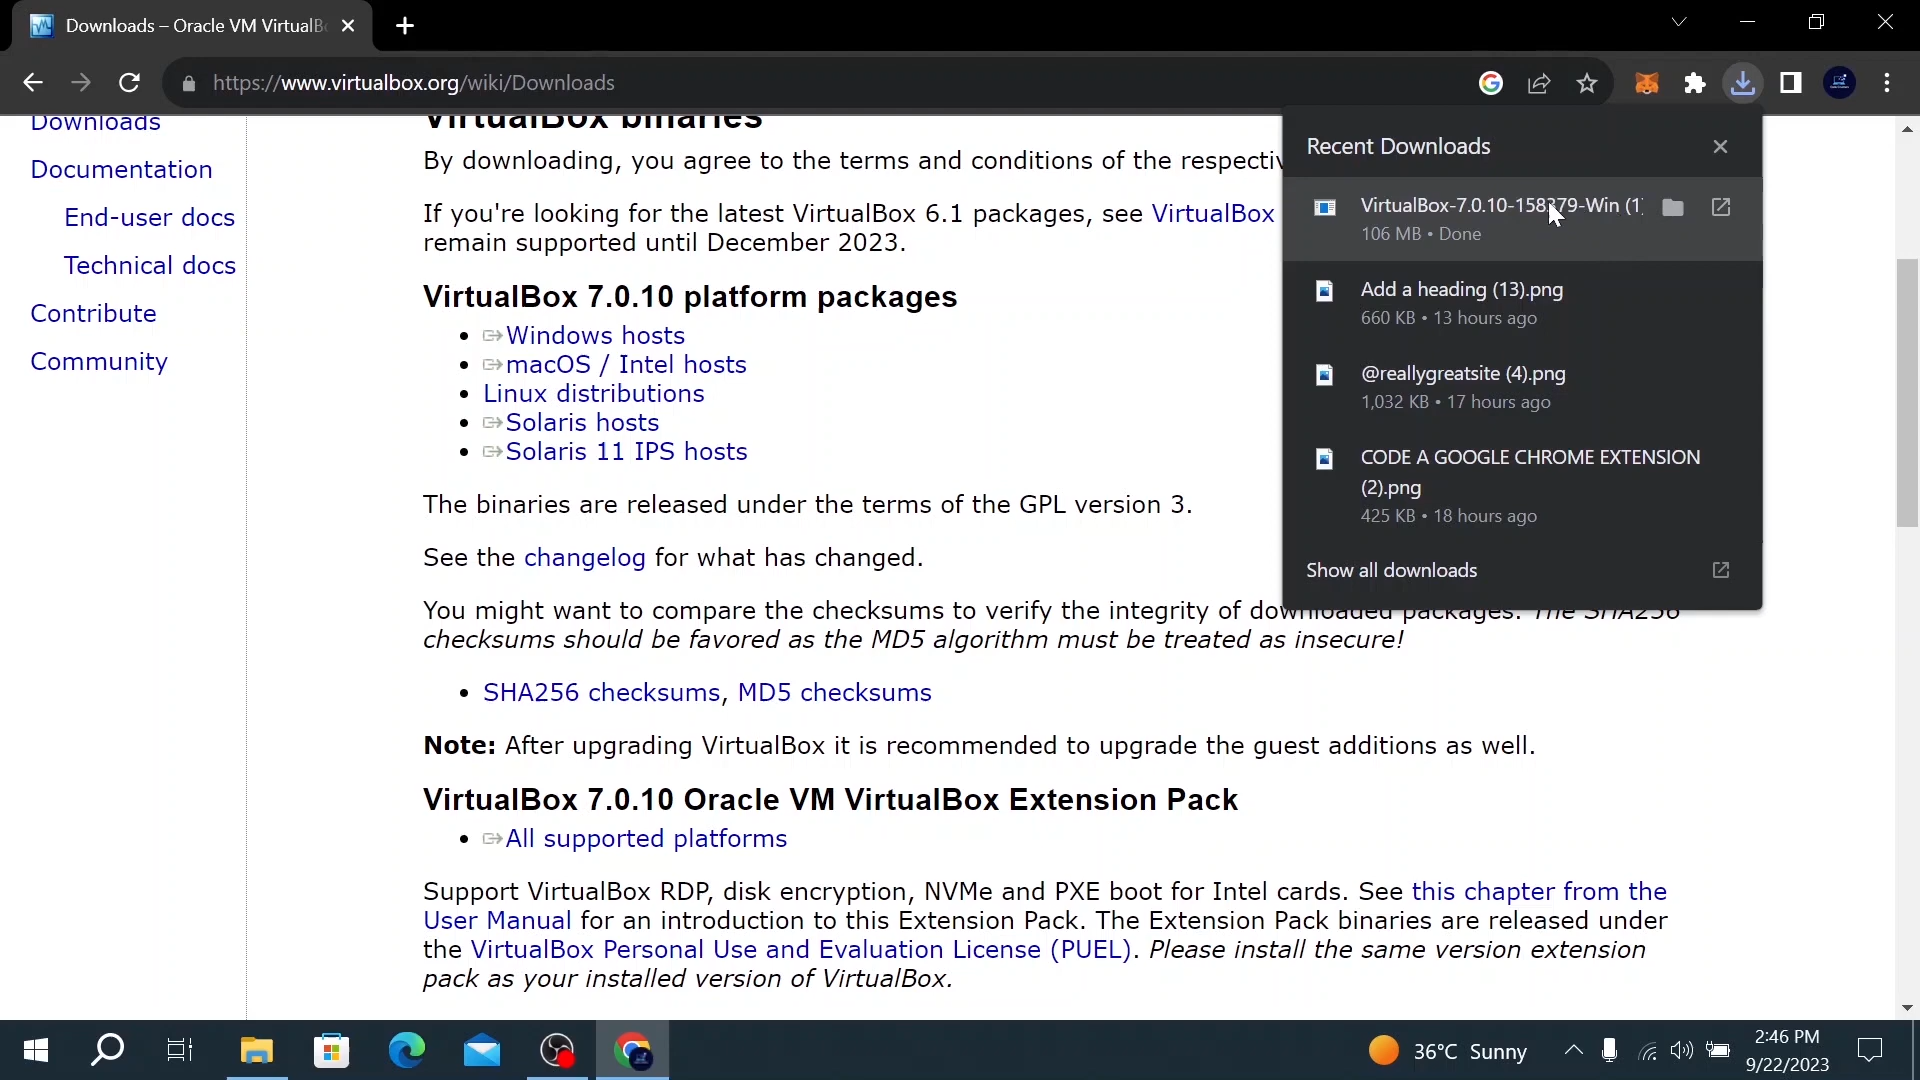 Downloads – Oracle VM VirtualB
https://www.virtualbox.org/wiki/Downloads
Downloads
Documentation
End-user docs
Technical docs
Contribute
Community
VirtualBox binaries
By downloading, you agree to the terms and conditions of the
If you're looking for the latest VirtualBox 6.1 packages, see VirtualBox
remain supported until December 2023.
VirtualBox 7.0.10 platform packages
Windows hosts
macOS / Intel hosts
Linux distributions
Solaris hosts
Solaris 11 IPS hosts
The binaries are released under the terms of the GPL version 3.
See the changelog for what has changed.
You might want to compare the checksums to verify the integrity of downloaded packages. The SHA256
checksums should be favored as the MD5 algorithm must be treated as insecure!
SHA256 checksums, MD5 checksums
Note: After upgrading VirtualBox it is recommended to upgrade the guest additions as well.
VirtualBox 7.0.10 Oracle VM VirtualBox Extension Pack
All supported platforms
Support VirtualBox RDP, disk encryption, NVMe and PXE boot for Intel cards. See this chapter from the
User Manual for an introduction to this Extension Pack. The Extension Pack binaries are released under
the VirtualBox Personal Use and Evaluation License (PUEL). Please install the same version extension
pack as your installed version of VirtualBox.
Recent Downloads
VirtualBox-7.0.10-158379-Win (1)
106 MB • Done
Add a heading (13).png
660 KB • 13 hours ago
@reallygreatsite (4).png
1,032 KB • 17 hours ago
CODE A GOOGLE CHROME EXTENSION
(2).png
425 KB • 18 hours ago
Show all downloads
36°C Sunny
2:46 PM
9/22/2023